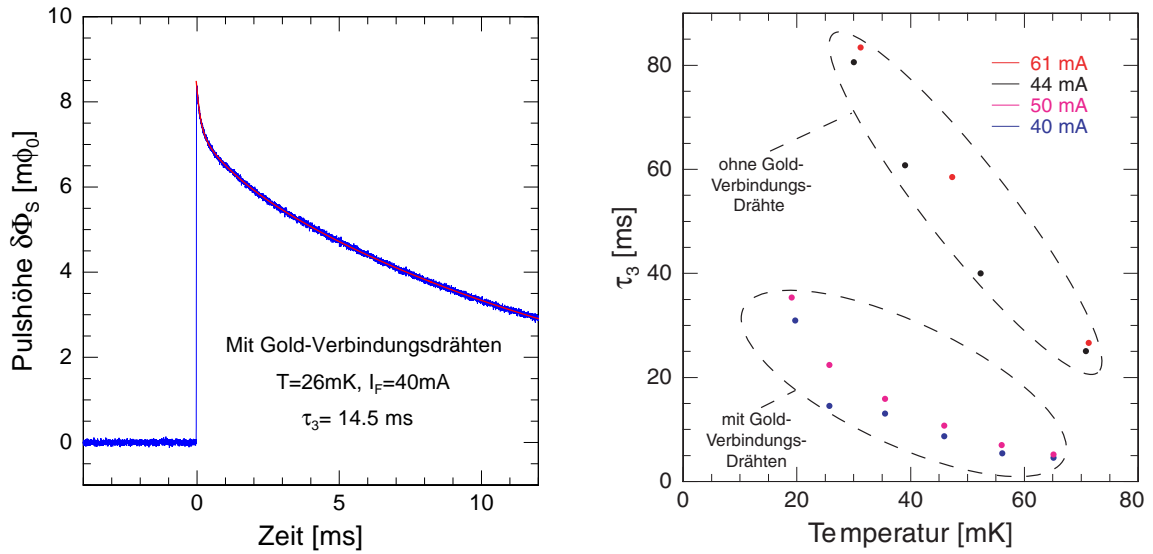 10
8
6
4
2
0
Pulshöhe δΦS [mϕ0]
Mit Gold-Verbindungsdrähten
T=26mK, IF=40mA
τ3= 14.5 ms
0
5
10
Zeit [ms]
80
60
40
20
0
τ3 [ms]
61 mA
44 mA
50 mA
40 mA
ohne Gold-
Verbindungs-
Drähte
mit Gold-
Verbindungs-
Drähten
0
20
40
60
80
Temperatur [mK]